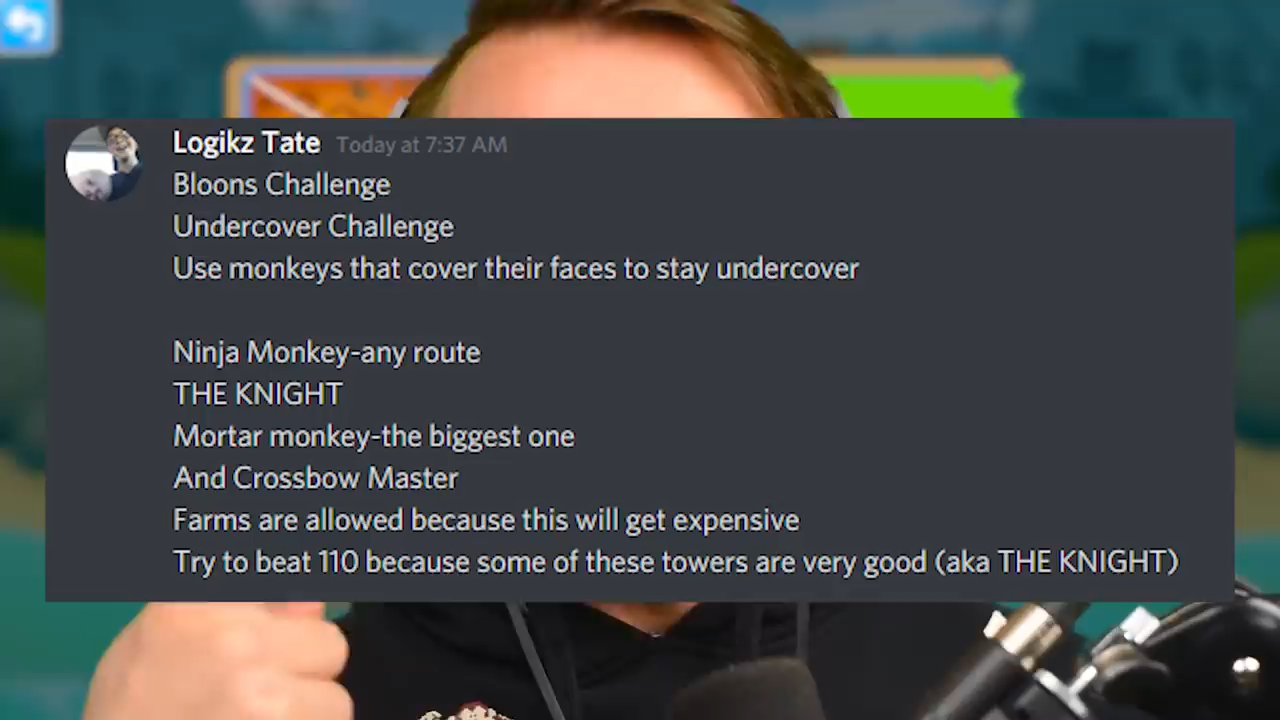 Logikz Tate Today at 7:37 AM
Bloons Challenge
Undercover Challenge
Use monkeys that cover their faces to stay undercover
Ninja Monkey-any route
THE KNIGHT
Mortar monkey-the biggest one
And Crossbow Master
Farms are allowed because this will get expensive
Try to beat 110 because some of these towers are very good (aka THE KNIGHT)